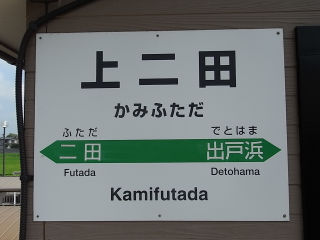 上二田
かみふただ
ふただ でとはま
二田 出戸浜
Futada Detohama
Kamifutada